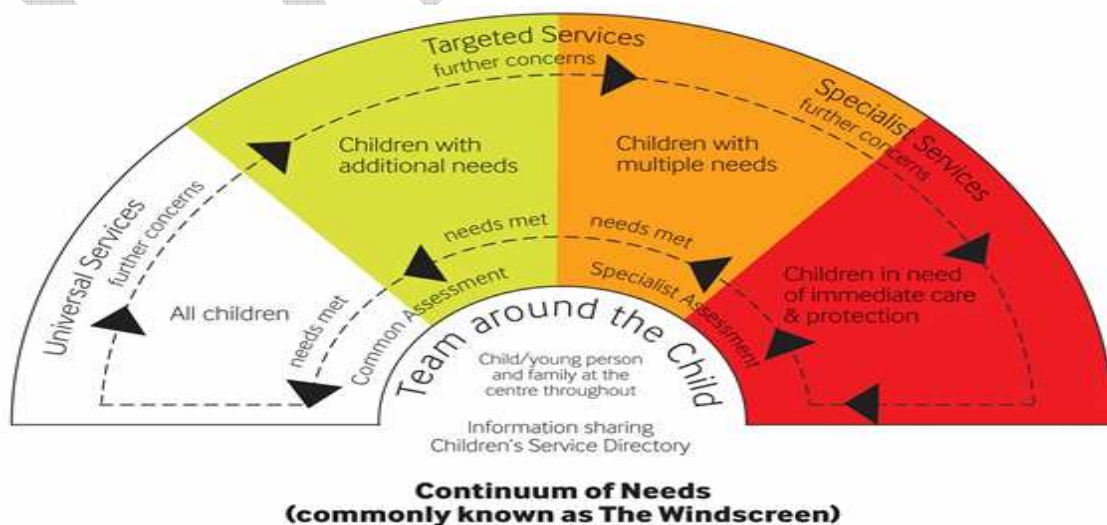 Universal Services
further concerns
All children
needs met
Common Assessment
Targeted Services
further concerns
Children with
additional needs
needs met
Children with
multiple needs
needs met
Specialist Assessment
Specialist Services
further concerns
Children in need
of immediate care
& protection
Team around the Child
Child/young person
and family at the
centre throughout
Information sharing
Children's Service Directory
Continuum of Needs
(commonly known as The Windscreen)